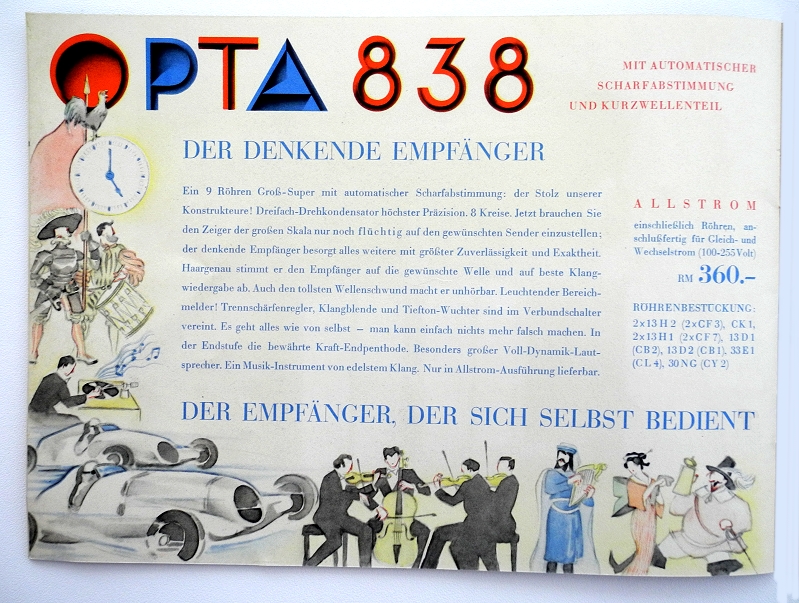 OPTA 838
MIT AUTOMATISCHER
SCHARFABSTIMMUNG
UND KURZWELLENTEIL
DER DENKENDE EMPFÄNGER
Ein 9 Röhren Groß-Super mit automatischer Scharfabstimmung: der Stolz unserer
Konstrukteure! Dreifach-Drehkondensator höchster Präzision. 8 Kreise. Jetzt brauchen Sie
den Zeiger der großen Skala nur noch flüchtig auf den gewünschten Sender einzustellen;
der denkende Empfänger besorgt alles weitere mit größter Zuverlässigkeit und Exaktheit.
Haargenau stimmt er den Empfänger auf die gewünschte Welle und auf beste Klang-
wiedergabe ab. Auch den tollsten Wellenschwund macht er unhörbar. Leuchtender Bereich-
melder! Trennschärfenregler, Klangblende und Tiefton-Wuchter sind im Verbundschalter
vereint. Es geht alles wie von selbst – man kann einfach nichts mehr falsch machen. In
der Endstufe die bewährte Kraft-Endpenthode. Besonders großer Voll-Dynamik-Laut-
sprecher. Ein Musik-Instrument von edelstem Klang. Nur in Allstrom-Ausführung lieferbar.
ALLSTROM
einschließlich Röhren, an-
schlußfertig für Gleich- und
Wechselstrom (100-255 Volt)
RM 360.–
RÖHRENBESTÜCKUNG:
2x13H2 (2xCF3), CK1,
2x13H1 (2xCF7), 13D1
(CB2), 13D2 (CB1), 33E1
(CL4), 30NG (CY2)
DER EMPFÄNGER, DER SICH SELBST BEDIENT